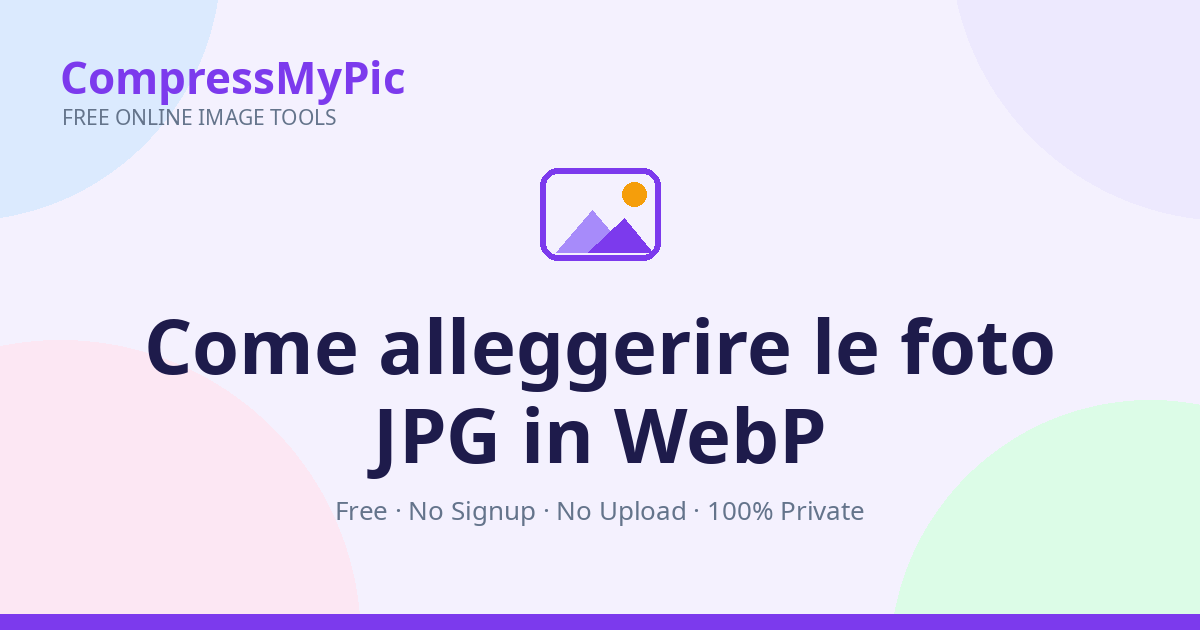 CompressMyPic
FREE ONLINE IMAGE TOOLS
Come alleggerire le foto
JPG in WebP
Free · No Signup · No Upload · 100% Private